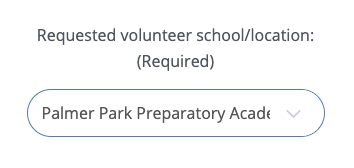 Requested volunteer school/location:
(Required)
Palmer Park Preparatory Acade